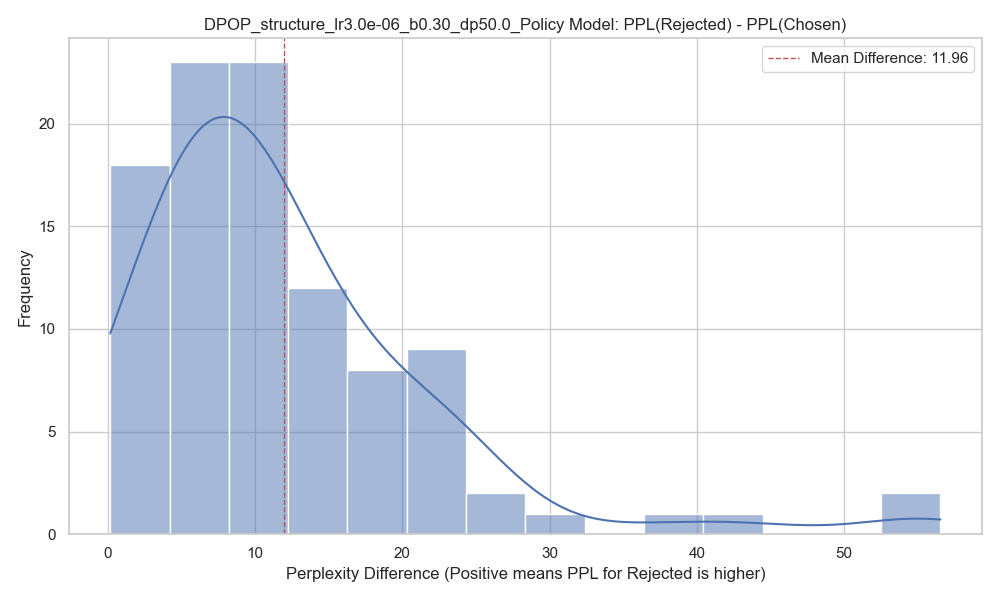 DPOP_structure_lr3.0e-06_b0.30_dp50.0_Policy Model: PPL(Rejected) - PPL(Chosen)
Mean Difference: 11.96
Frequency
20
15
10
5
0
0 10 20 30 40 50
Perplexity Difference (Positive means PPL for Rejected is higher)